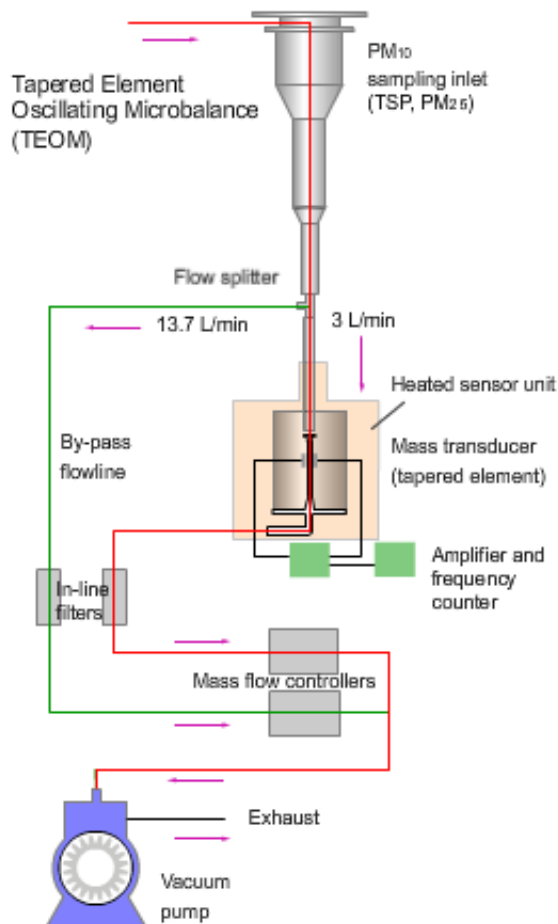 PM10
sampling inlet
(TSP, PM25)
Tapered Element
Oscillating Microbalance
(TEOM)
Flow splitter
13.7 L/min
3 L/min
Heated sensor unit
By-pass
flowline
Mass transducer
(tapered element)
Amplifier and
frequency
counter
In-line
filters
Mass flow controllers
Exhaust
Vacuum
pump